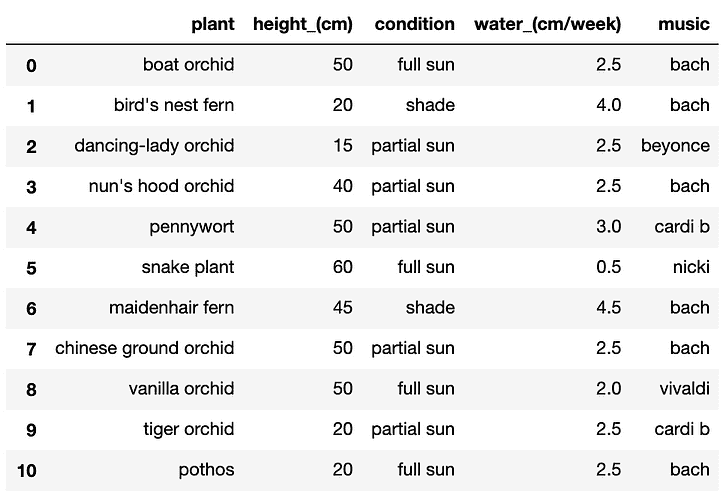 plant height_(cm) condition water_(cm/week) music
0 boat orchid 50 full sun 2.5 bach
1 bird's nest fern 20 shade 4.0 bach
2 dancing-lady orchid 15 partial sun 2.5 beyonce
3 nun's hood orchid 40 partial sun 2.5 bach
4 pennywort 50 partial sun 3.0 cardi b
5 snake plant 60 full sun 0.5 nicki
6 maidenhair fern 45 shade 4.5 bach
7 chinese ground orchid 50 partial sun 2.5 bach
8 vanilla orchid 50 full sun 2.0 vivaldi
9 tiger orchid 20 partial sun 2.5 cardi b
10 pothos 20 full sun 2.5 bach